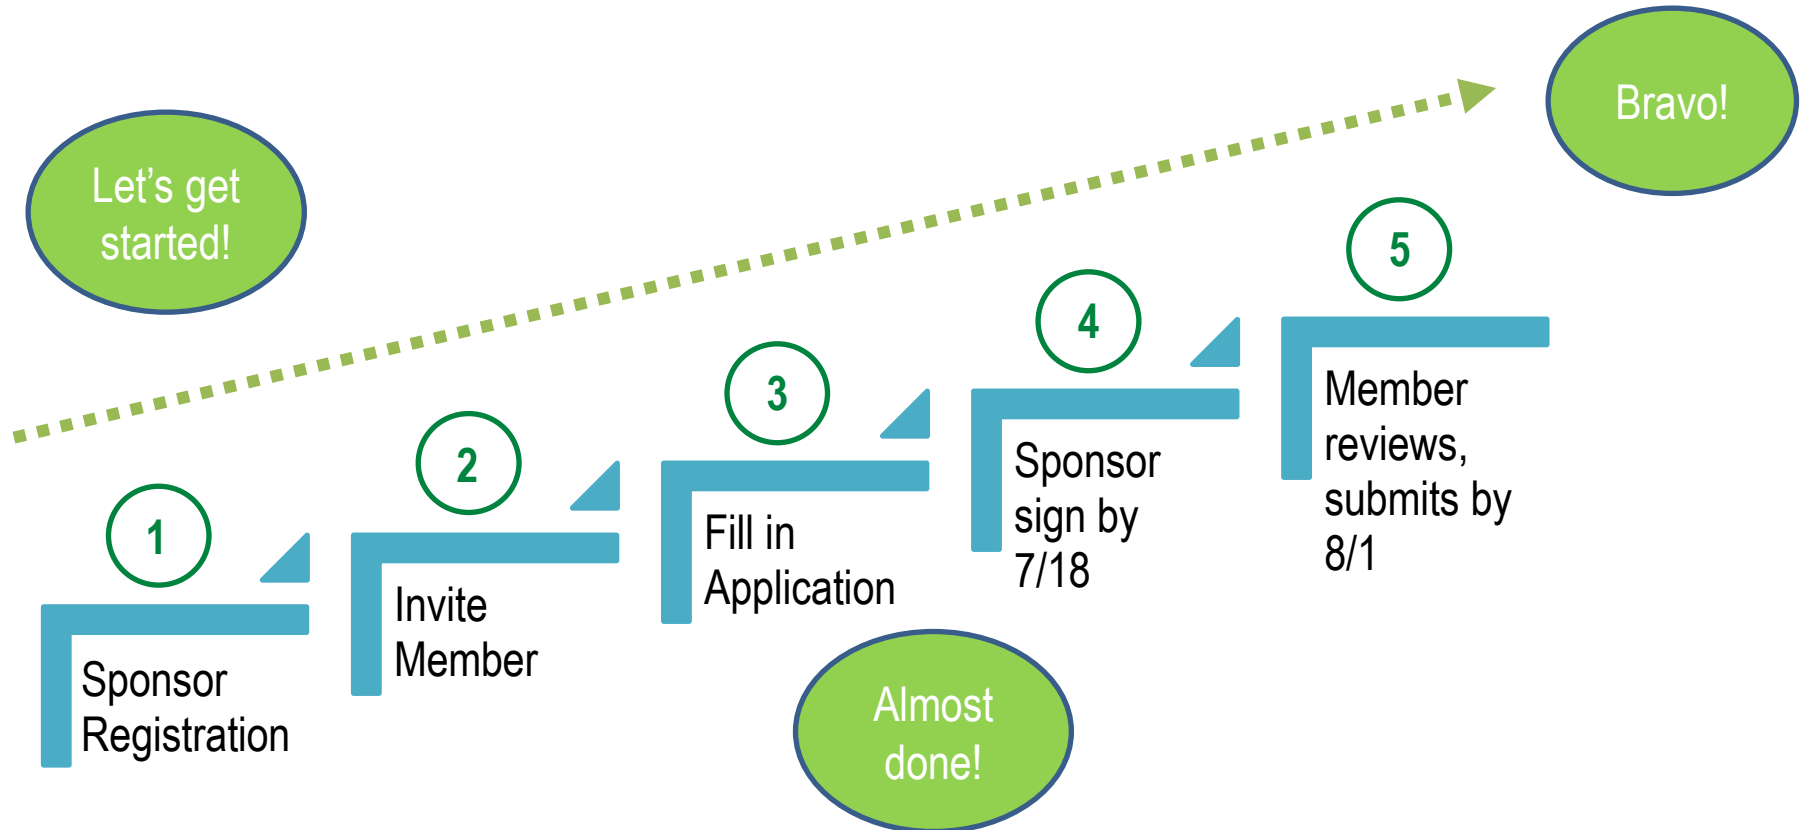 Let's get
started!
1
Sponsor
Registration
2
Invite
Member
3
Fill in
Application
Almost
done!
4
Sponsor
sign by
7/18
5
Member
reviews,
submits by
8/1
Bravo!